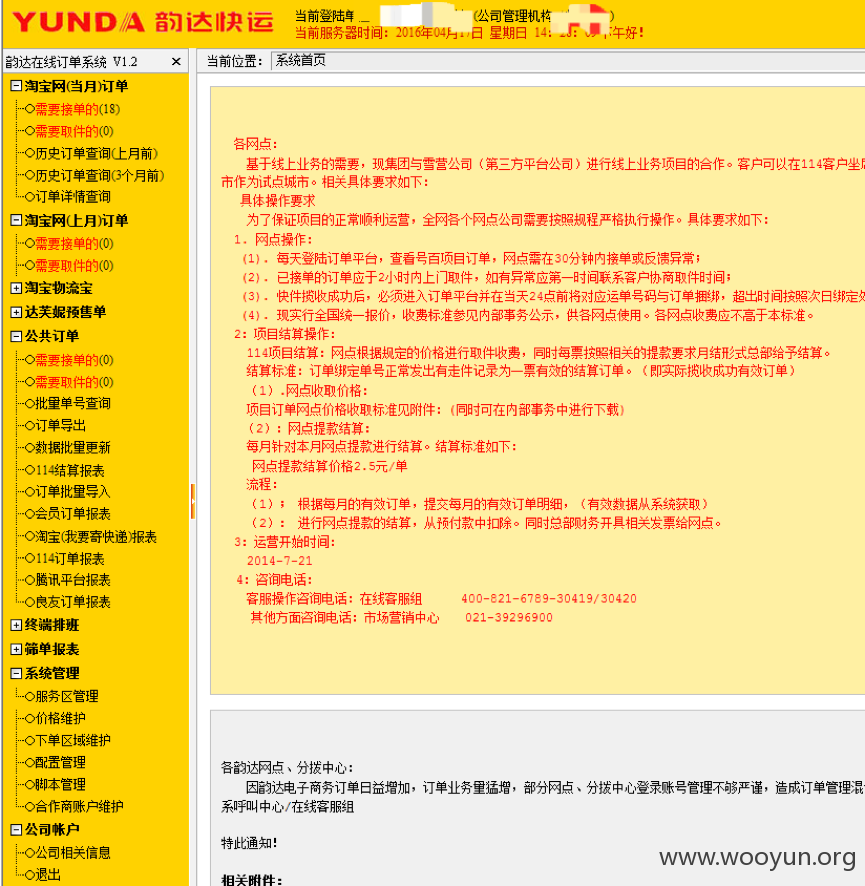 YUNDA 韵达快运
当前登陆单 (公司管理机构
当前服务器时间: 2016年04月17日 星期日 14: 下午好!
韵达在线订单系统 V1.2 ×
当前位置: 系统首页
淘宝网(当月)订单
需要接单的(18)
需要取件的(0)
历史订单查询(上月前)
历史订单查询(3个月前)
订单详情查询
淘宝网(上月)订单
需要接单的(0)
需要取件的(0)
淘宝物流宝
达芙妮预售单
公共订单
需要接单的(0)
需要取件的(0)
批量单号查询
订单导出
数据批量更新
114结算报表
订单批量导入
会员订单报表
淘宝(我要寄快递)报表
114订单报表
腾讯平台报表
良友订单报表
终端排班
简单报表
系统管理
服务区管理
价格维护
下单区域维护
配置管理
脚本管理
合作商账户维护
公司帐户
公司相关信息
退出
各网点:
基于线上业务的需要，现集团与雪营公司（第三方平台公司）进行线上业务项目的合作。客户可以在114客户坐席
市作为试点城市。相关具体要求如下:
具体操作要求
为了保证项目的正常顺利运营，全网各个网点公司需要按照规程严格执行操作。具体要求如下:
1. 网点操作:
(1). 每天登陆订单平台，查看号百项目订单，网点需在30分钟内接单或反馈异常;
(2). 已接单的订单应于2小时内上门取件，如有异常应第一时间联系客户协商取件时间;
(3). 快件揽收成功后，必须进入订单平台并在当天24点前将对应运单号码与订单捆绑，超出时间按照次日绑定处
(4). 现实行全国统一报价，收费标准参见内部事务公示，供各网点使用。各网点收费应不高于本标准。
2: 项目结算操作:
114项目结算: 网点根据规定的价格进行取件收费，同时每票按照相关的提款要求月结形式总部给予结算。
结算标准: 订单绑定单号正常发出有走件记录为一票有效的结算订单。（即实际揽收成功有效订单）
（1）.网点收取价格:
项目订单网点价格收取标准见附件: (同时可在内部事务中进行下载)
（2）: 网点提款结算:
每月针对本月网点提款进行结算。结算标准如下:
网点提款结算价格2.5元/单
流程:
（1）; 根据每月的有效订单，提交每月的有效订单明细，（有效数据从系统获取）
（2）: 进行网点提款的结算，从预付款中扣除。同时总部财务开具相关发票给网点。
3: 运营开始时间:
2014-7-21
4: 咨询电话:
客服操作咨询电话: 在线客服组 400-821-6789-30419/30420
其他方面咨询电话: 市场营销中心 021-39296900
各韵达网点、分拨中心:
因韵达电子商务订单日益增加，订单业务量猛增，部分网点、分拨中心登录账号管理不够严谨，造成订单管理混
系呼叫中心/在线客服组
特此通知!
相关附件:
www.wooyun.org